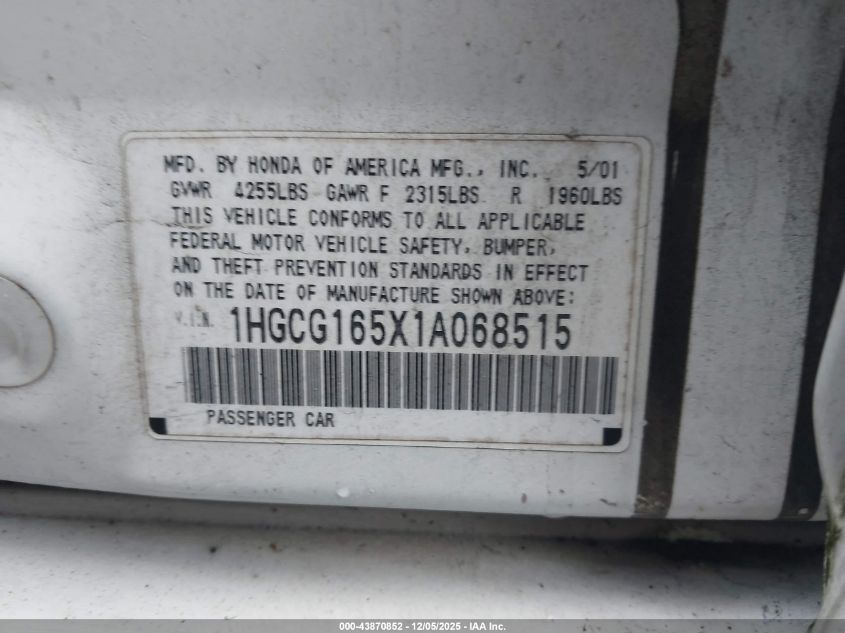 MFD. BY HONDA OF AMERICA MFG., INC. 5/01
GVWR 4255LBS GAWR F 2315LBS R 1960LBS
THIS VEHICLE CONFORMS TO ALL APPLICABLE
FEDERAL MOTOR VEHICLE SAFETY, BUMPER,
AND THEFT PREVENTION STANDARDS IN EFFECT
ON THE DATE OF MANUFACTURE SHOWN ABOVE:
V.I.N. 1HGCG165X1A068515
PASSENGER CAR
000-43870852 - 12/05/2025 - IAA Inc.